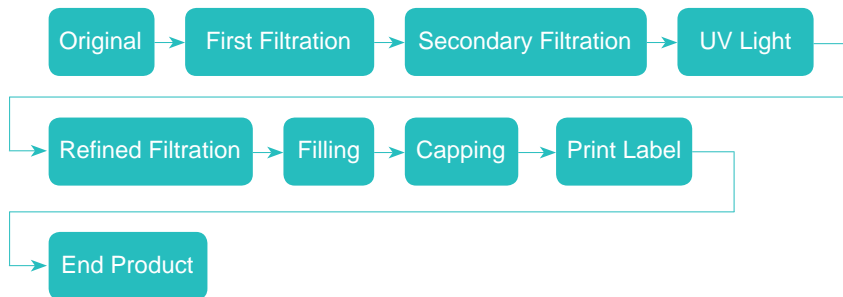 Original
First Filtration
Secondary Filtration
UV Light
Refined Filtration
Filling
Capping
Print Label
End Product